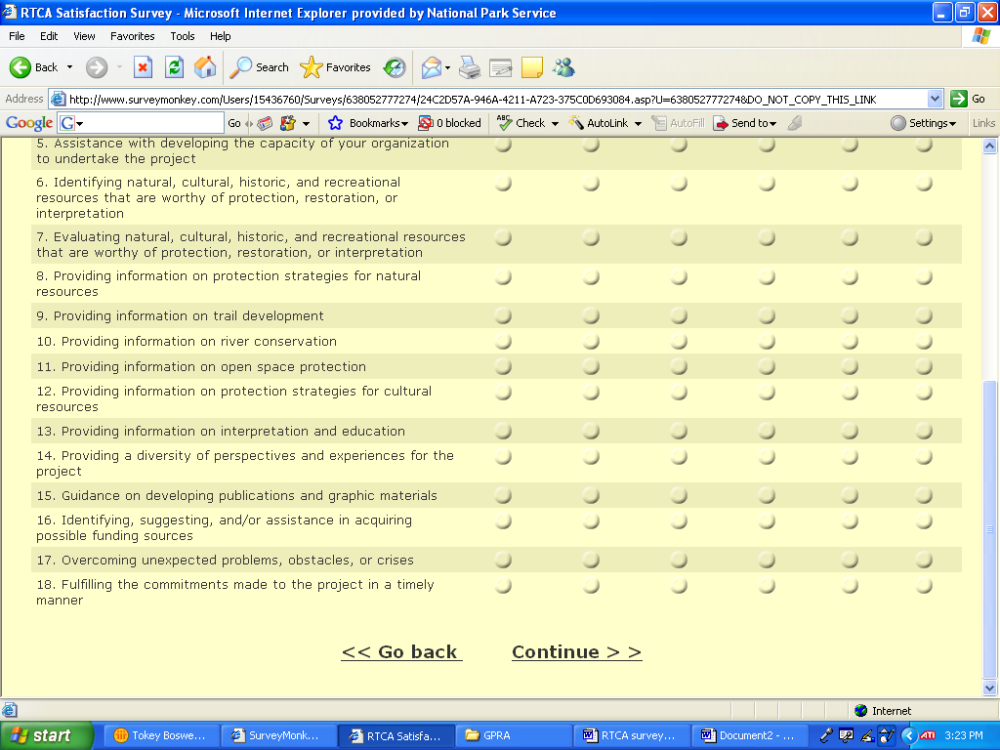 RTCA Satisfaction Survey - Microsoft Internet Explorer provided by National Park Service
File Edit View Favorites Tools Help
Back Search Favorites
Address http://www.surveymonkey.com/Users/15436760/Surveys/638052777274/24C2D57A-946A-4211-A723-375C0D693084.asp?U=638052777274&DO_NOT_COPY_THIS_LINK Go
Google G Go Bookmarks 0 blocked ABC Check AutoLink AutoFill Send to Settings Links
5. Assistance with developing the capacity of your organization
to undertake the project
6. Identifying natural, cultural, historic, and recreational
resources that are worthy of protection, restoration, or
interpretation
7. Evaluating natural, cultural, historic, and recreational resources
that are worthy of protection, restoration, or interpretation
8. Providing information on protection strategies for natural
resources
9. Providing information on trail development
10. Providing information on river conservation
11. Providing information on open space protection
12. Providing information on protection strategies for cultural
resources
13. Providing information on interpretation and education
14. Providing a diversity of perspectives and experiences for the
project
15. Guidance on developing publications and graphic materials
16. Identifying, suggesting, and/or assistance in acquiring
possible funding sources
17. Overcoming unexpected problems, obstacles, or crises
18. Fulfilling the commitments made to the project in a timely
manner
<< Go back Continue > >
Internet
start Tokey Boswe... SurveyMonk... RTCA Satisfa... GPRA RTCA survey... Document2 - ... ATI 3:23 PM